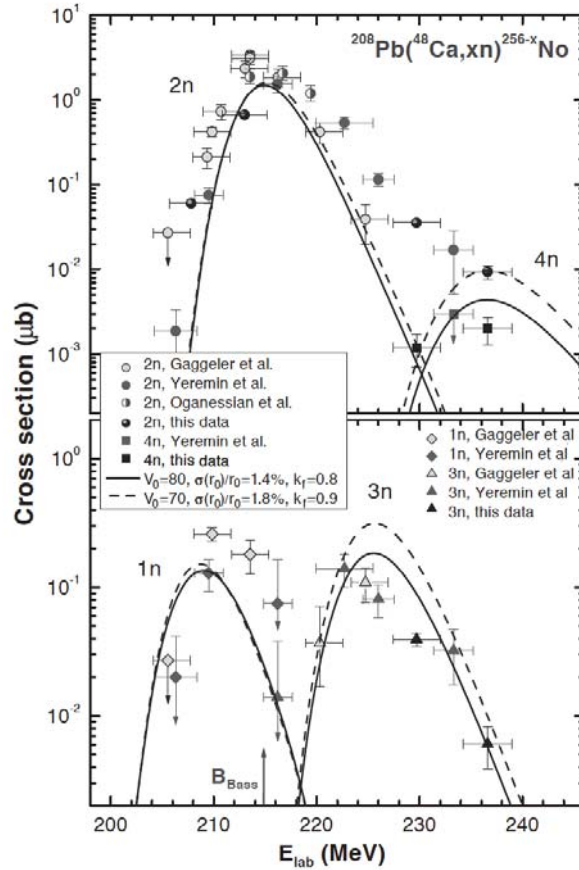 ²⁰⁸Pb(⁴⁸Ca,xn)²⁵⁶⁻ˣNo
2n
4n
10¹
10⁰
10⁻¹
10⁻²
10⁻³
2n, Gaggeler et al.
2n, Yeremin et al.
2n, Oganessian et al.
2n, this data
4n, Yeremin et al.
4n, this data
V₀=80, σ(r₀)/r₀=1.4%, k_f=0.8
V₀=70, σ(r₀)/r₀=1.8%, k_f=0.9
1n, Gaggeler et al
1n, Yeremin et al
3n, Gaggeler et al
3n, Yeremin et al
3n, this data
Cross section (μb)
10⁰
10⁻¹
10⁻²
1n
3n
B_Bass
200 210 220 230 240
E_lab (MeV)